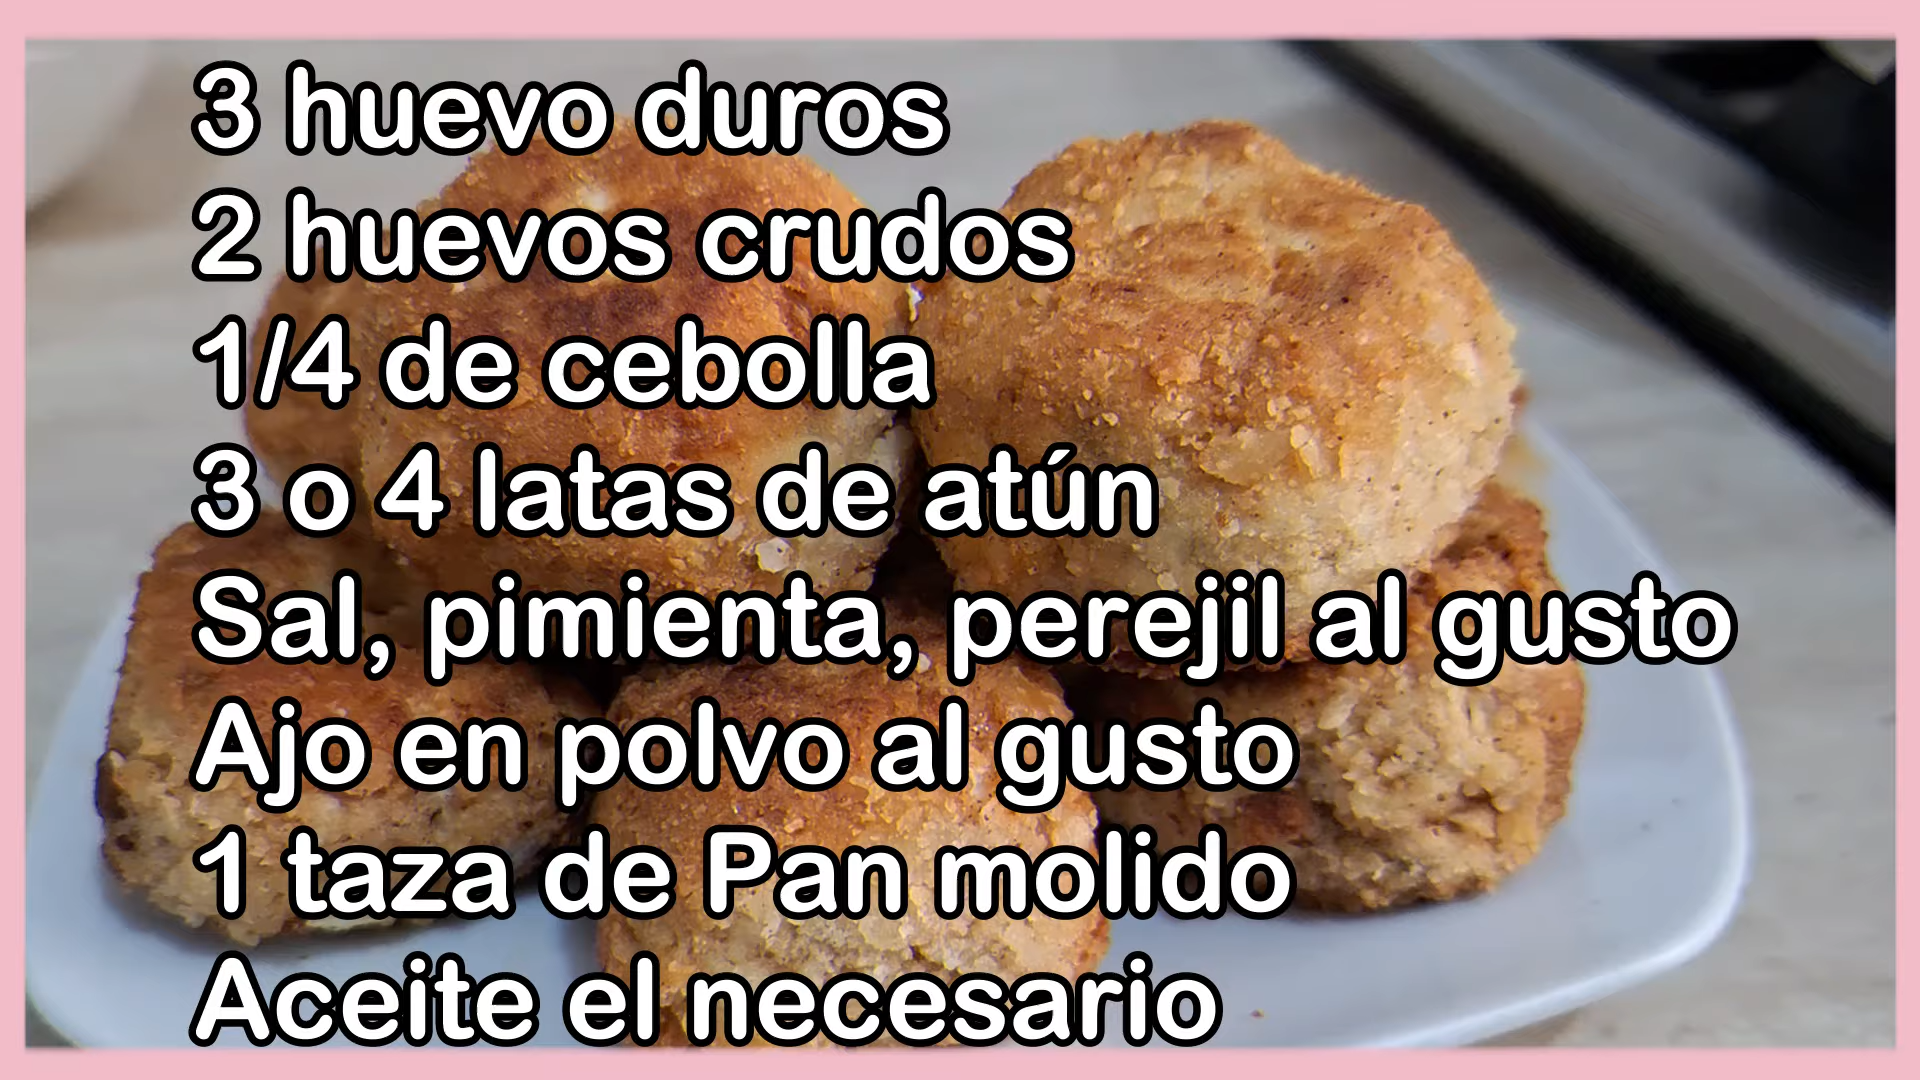 3 huevo duros
2 huevos crudos
1/4 de cebolla
3 o 4 latas de atún
Sal, pimienta, perejil al gusto
Ajo en polvo al gusto
1 taza de Pan molido
Aceite el necesario